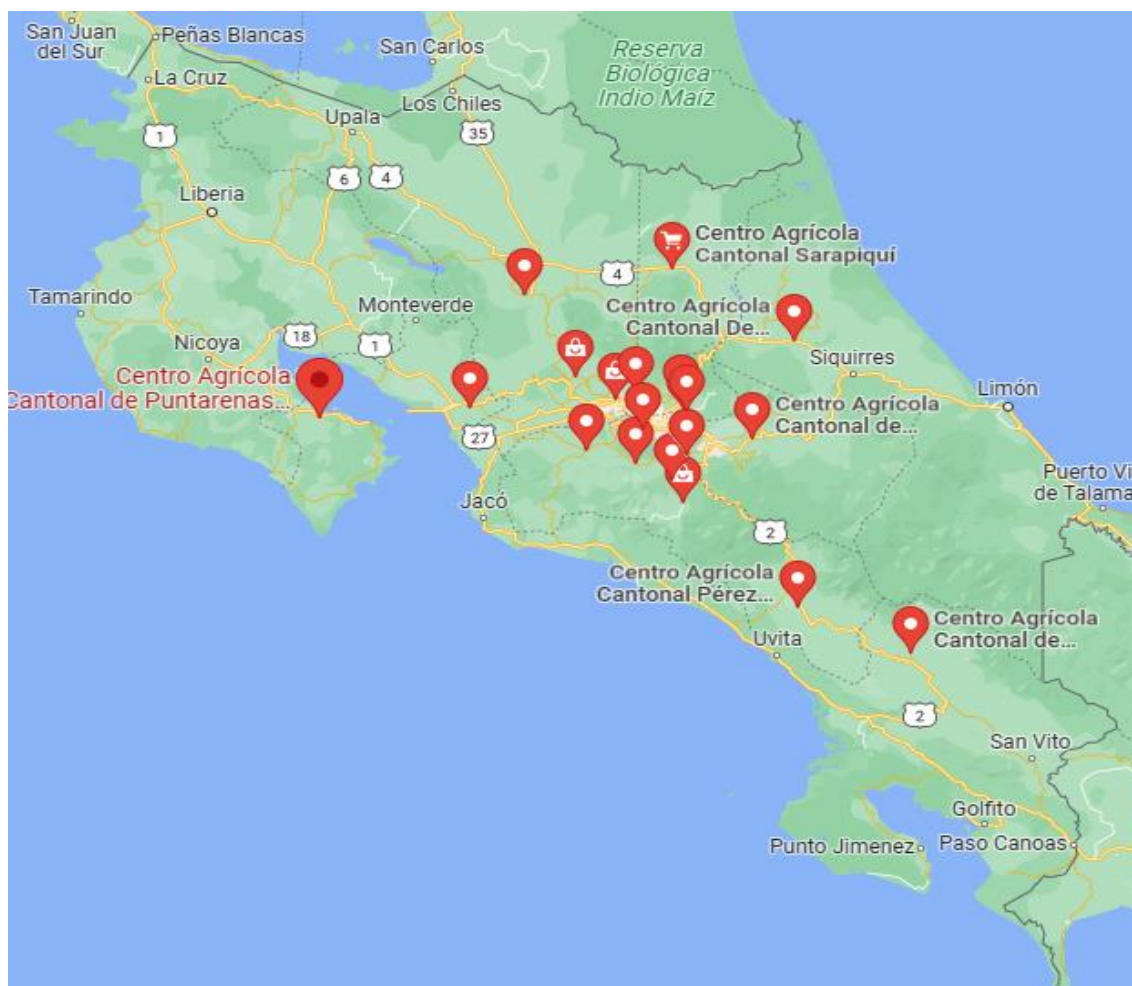 San Juan
del Sur
Peñas Blancas
San Carlos
Reserva
Biológica
Indio Maíz
La Cruz
Los Chiles
Upala
1
35
6
4
Liberia
Centro Agrícola
Cantonal Sarapiquí
4
Tamarindo
Monteverde
Centro Agrícola
Cantonal De...
18
1
Nicoya
Siquirres
Centro Agrícola
Cantonal de Puntarenas...
Limón
Centro Agrícola
Cantonal de...
27
Jacó
Puerto Vi
de Talama
2
Centro Agrícola
Cantonal Pérez...
Centro Agrícola
Cantonal de...
Uvita
2
San Vito
Golfito
Punto Jimenez
Paso Canoas